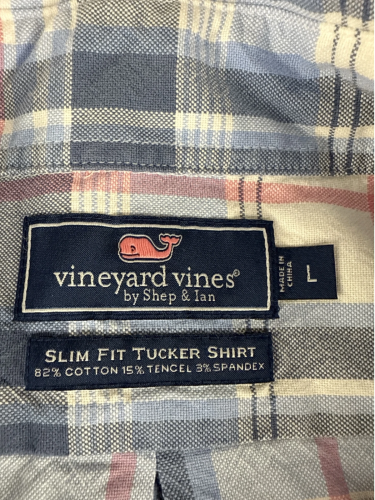 vineyard vines®
by Shep & Ian
MADE IN
CHINA
L
SLIM FIT TUCKER SHIRT
82% COTTON 15% TENCEL 3% SPANDEX